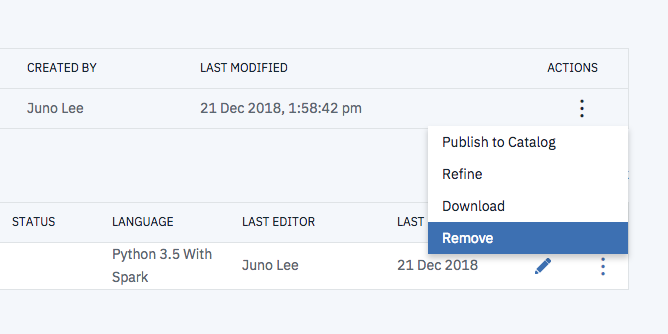 CREATED BY LAST MODIFIED ACTIONS
Juno Lee 21 Dec 2018, 1:58:42 pm
Publish to Catalog
Refine
Download
STATUS LANGUAGE LAST EDITOR LAST
Remove
Python 3.5 With
Spark
Juno Lee 21 Dec 2018